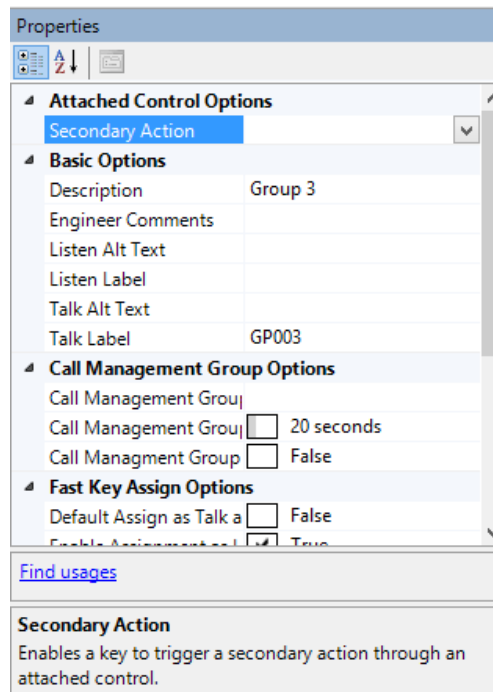 Properties
Attached Control Options
Secondary Action
Basic Options
Description Group 3
Engineer Comments
Listen Alt Text
Listen Label
Talk Alt Text
Talk Label GP003
Call Management Group Options
Call Management Grou
Call Management Grou 20 seconds
Call Managment Group False
Fast Key Assign Options
Default Assign as Talk a False
Enable Assignment as True
Find usages
Secondary Action
Enables a key to trigger a secondary action through an
attached control.